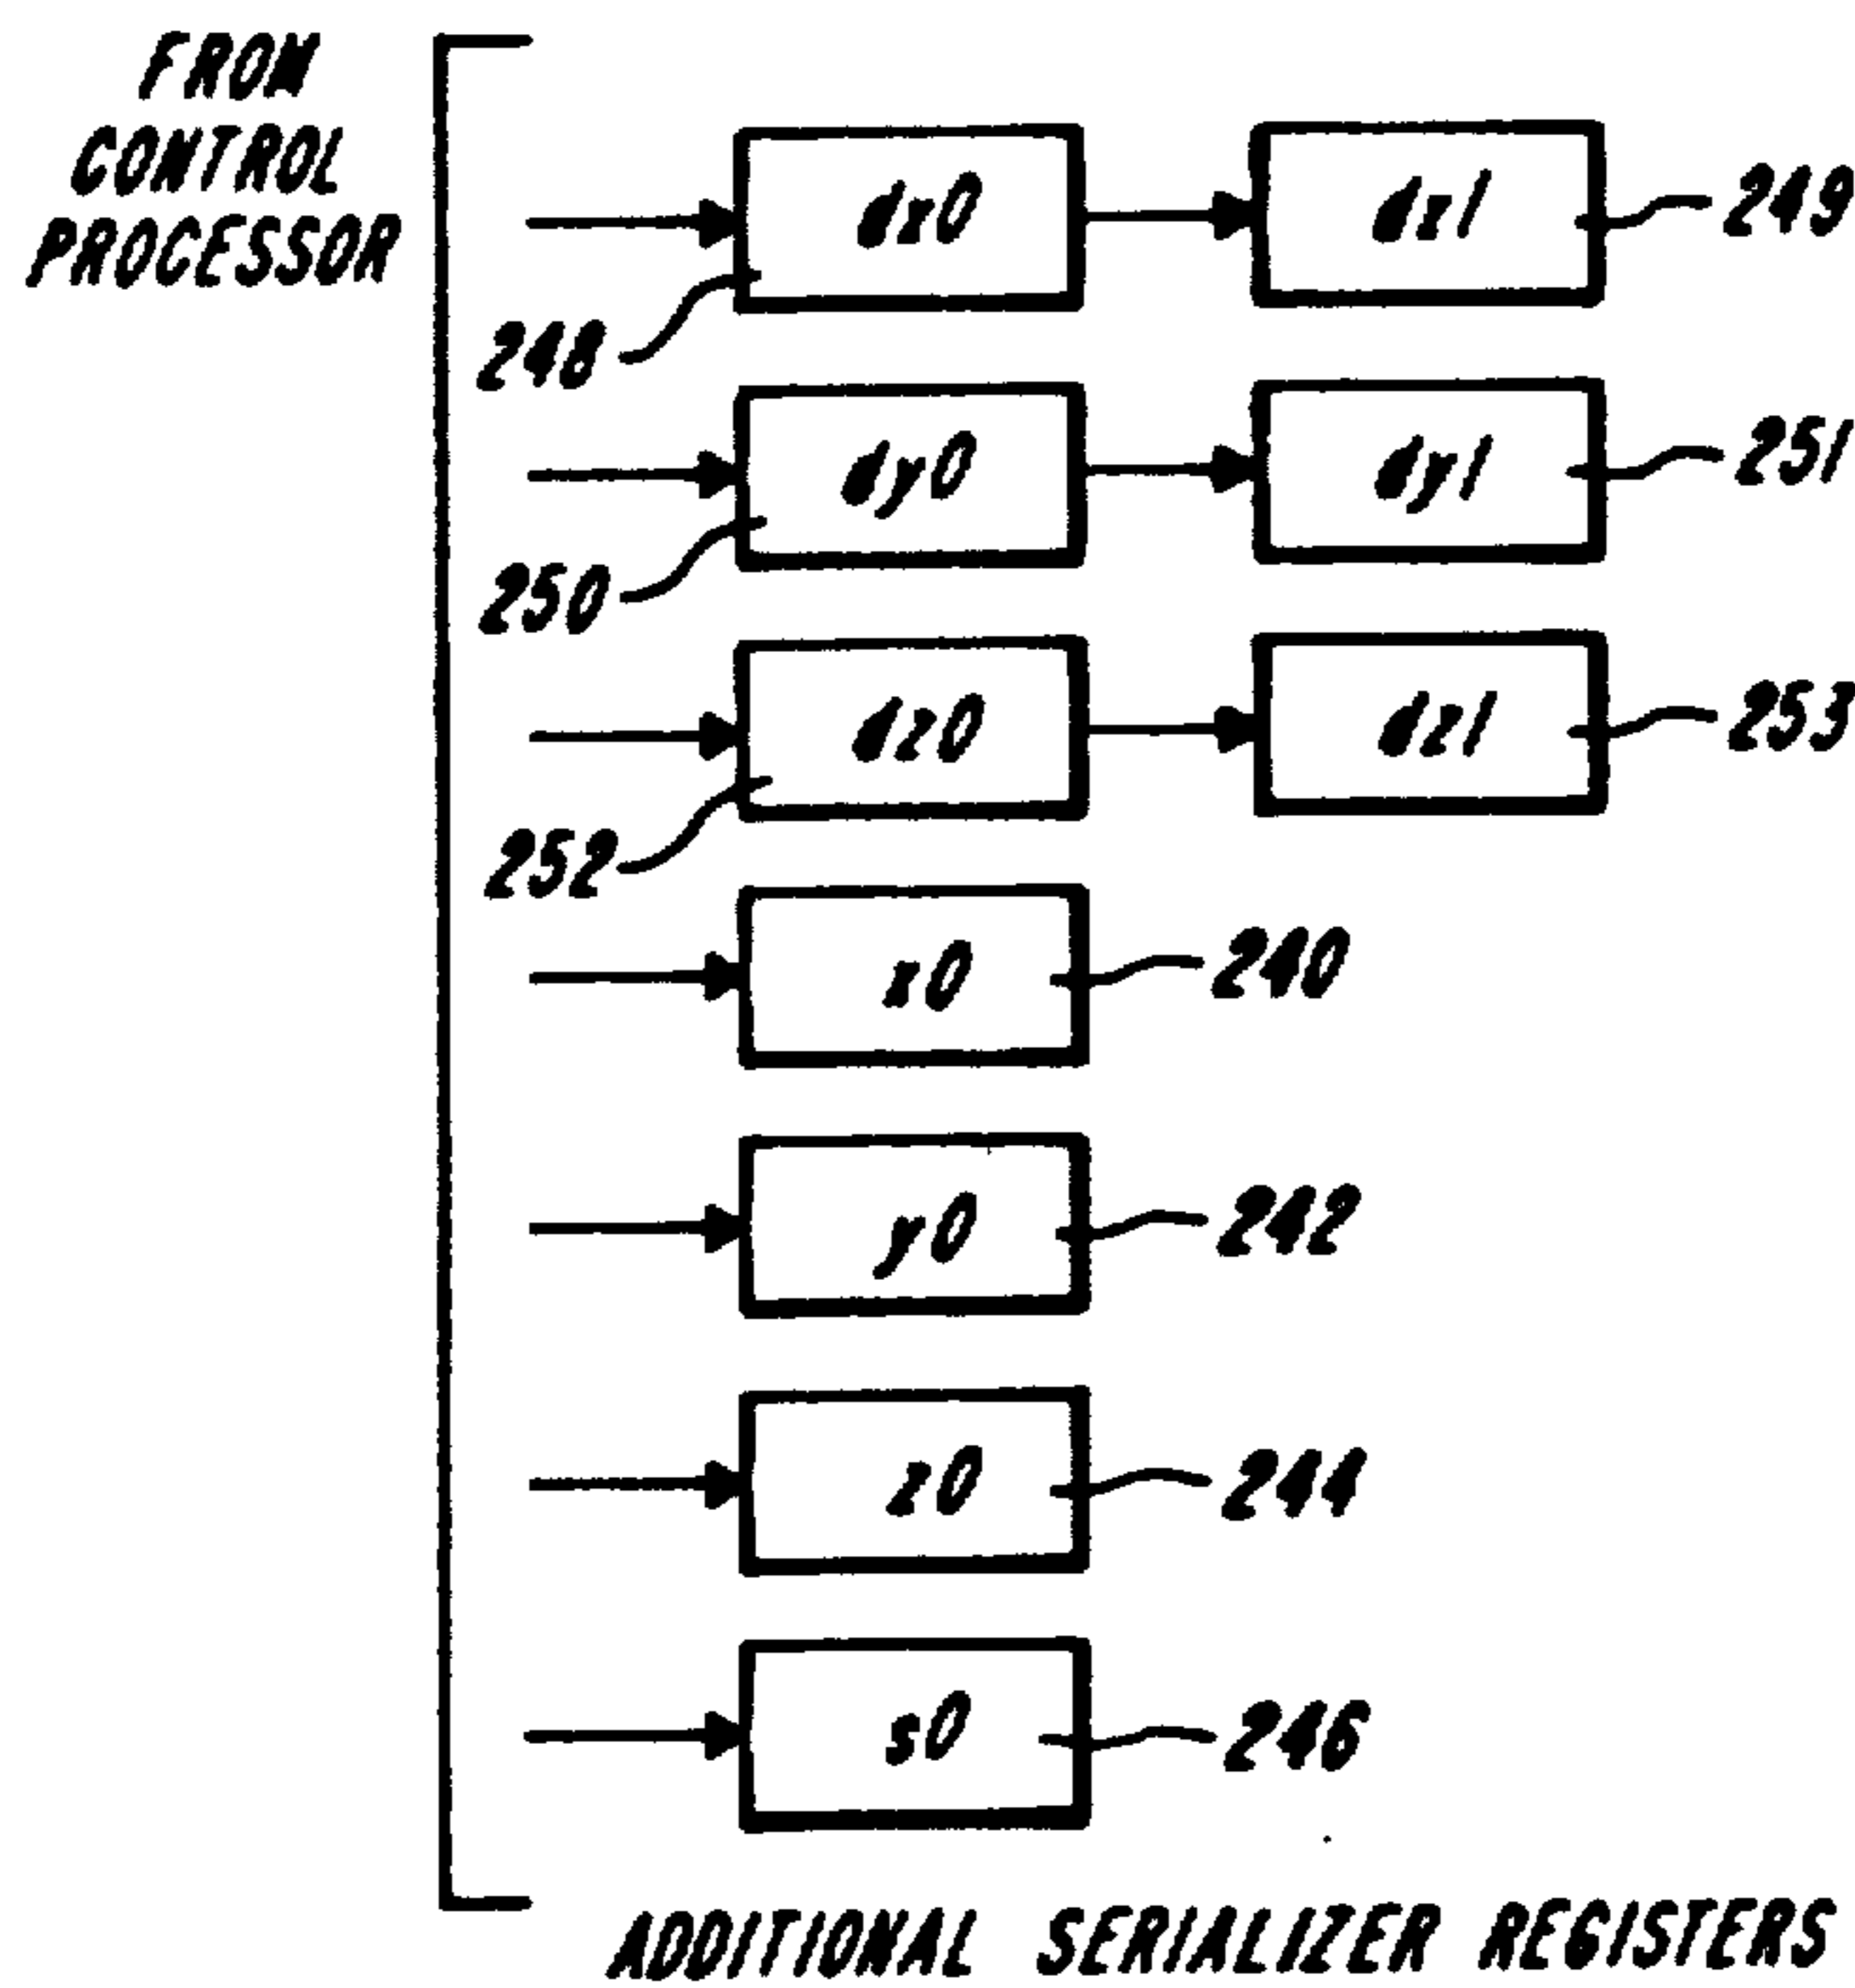 FROM
CONTROL
PROCESSOR
dx0
dx1
249
248
dy0
dy1
251
250
dz0
dz1
253
252
x0
240
y0
242
z0
244
s0
246
ADDITIONAL SERIALIZER REGISTERS